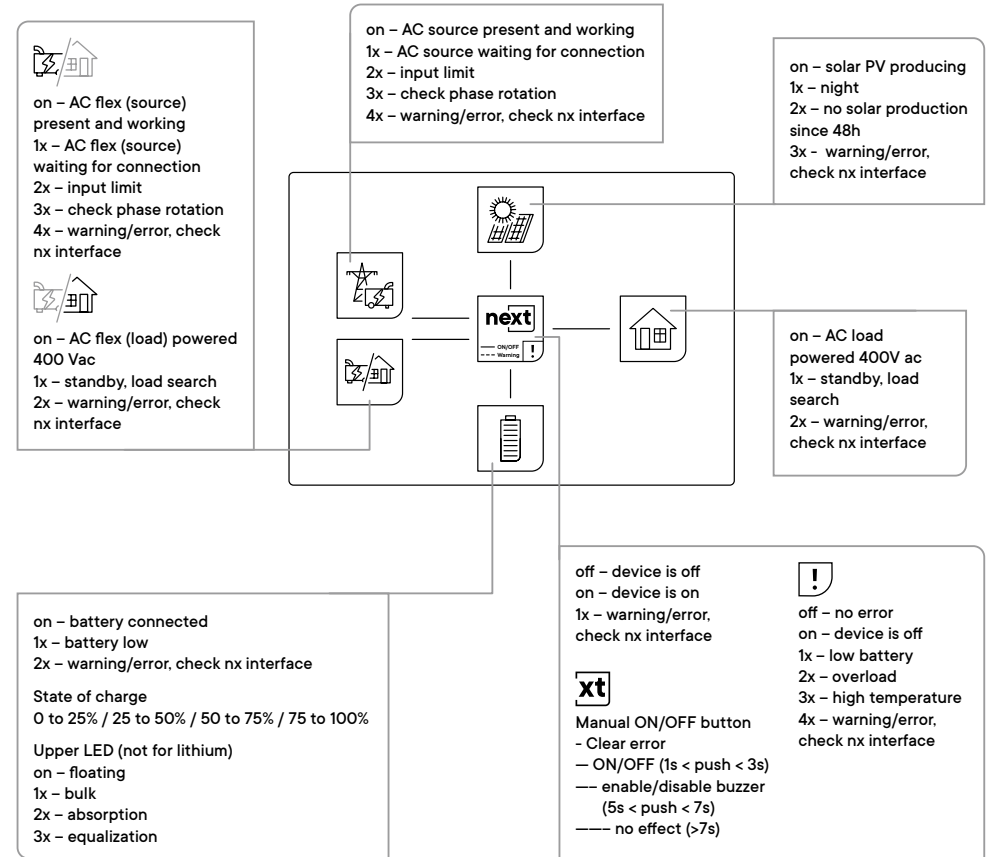 on – AC flex (source)
present and working
1x – AC flex (source)
waiting for connection
2x – input limit
3x – check phase rotation
4x – warning/error, check
nx interface
on – AC flex (load) powered
400 Vac
1x – standby, load search
2x – warning/error, check
nx interface
on – AC source present and working
1x – AC source waiting for connection
2x – input limit
3x – check phase rotation
4x – warning/error, check nx interface
on – solar PV producing
1x – night
2x – no solar production
since 48h
3x - warning/error,
check nx interface
next
ON/OFF
Warning
!
on – AC load
powered 400V ac
1x – standby, load
search
2x – warning/error,
check nx interface
on – battery connected
1x – battery low
2x – warning/error, check nx interface
State of charge
0 to 25% / 25 to 50% / 50 to 75% / 75 to 100%
Upper LED (not for lithium)
on – floating
1x – bulk
2x – absorption
3x – equalization
off – device is off
on – device is on
1x – warning/error,
check nx interface
xt
Manual ON/OFF button
- Clear error
— ON/OFF (1s < push < 3s)
—– enable/disable buzzer
(5s < push < 7s)
—–– no effect (>7s)
!
off – no error
on – device is off
1x – low battery
2x – overload
3x – high temperature
4x – warning/error,
check nx interface